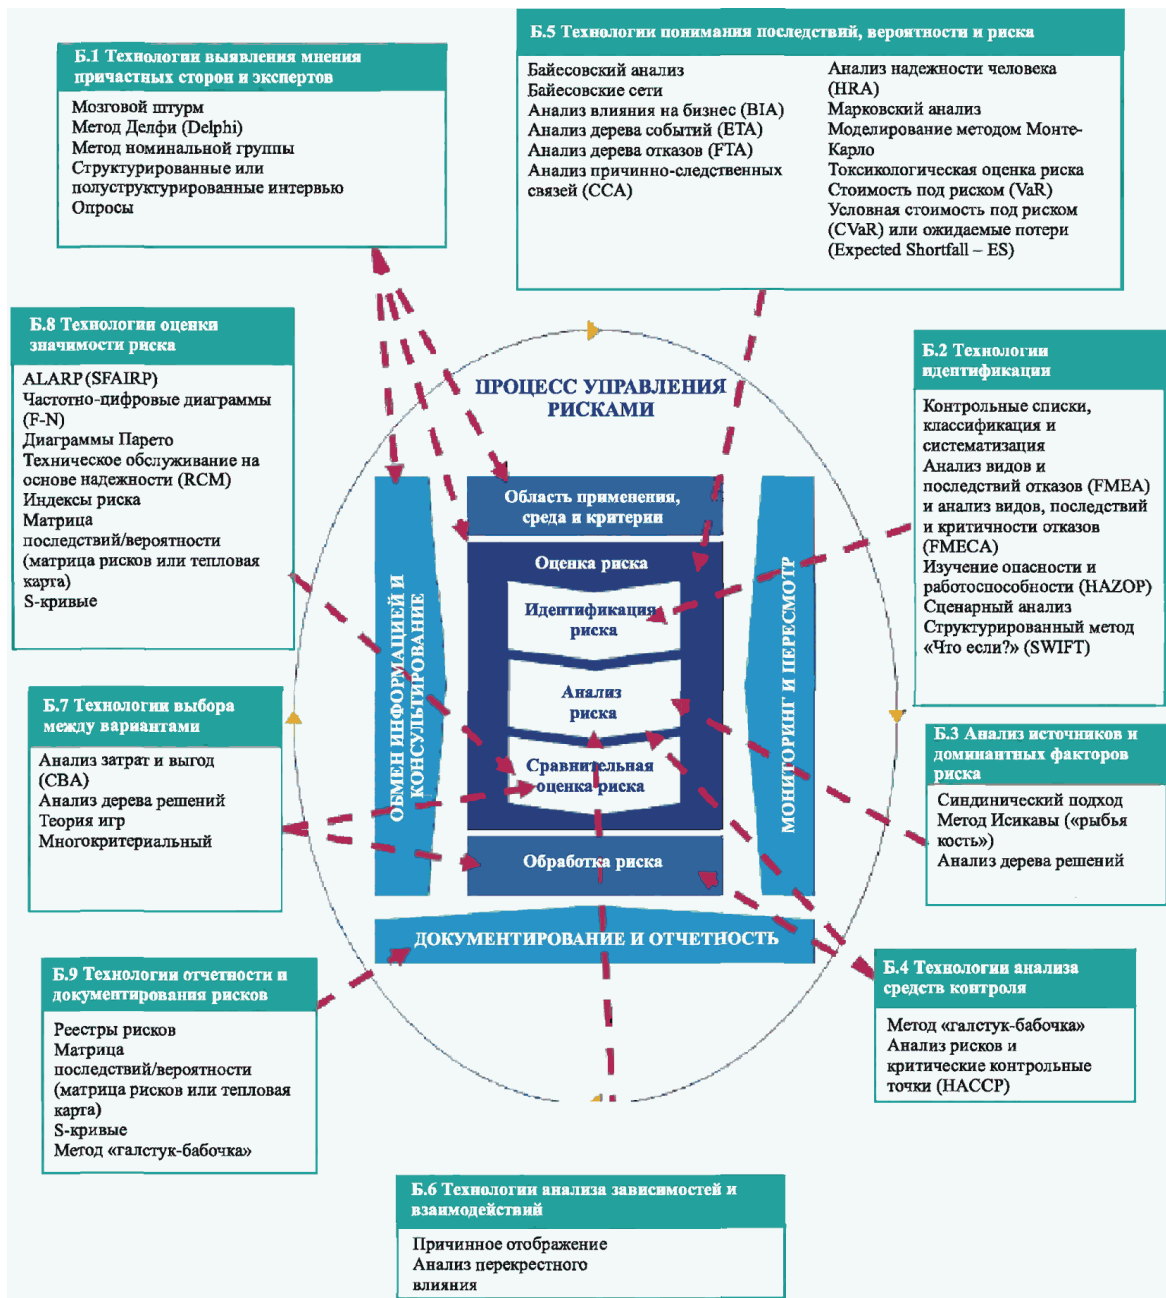 Б.1 Технологии выявления мнения
причастных сторон и экспертов
Мозговой штурм
Метод Делфи (Delphi)
Метод номинальной группы
Структурированные или
полуструктурированные интервью
Опросы
Б.5 Технологии понимания последствий, вероятности и риска
Байесовский анализ
Байесовские сети
Анализ влияния на бизнес (BIA)
Анализ дерева событий (ETA)
Анализ дерева отказов (FTA)
Анализ причинно-следственных
связей (CCA)
Анализ надежности человека
(HRA)
Марковский анализ
Моделирование методом Монте-
Карло
Токсикологическая оценка риска
Стоимость под риском (VaR)
Условная стоимость под риском
(CVaR) или ожидаемые потери
(Expected Shortfall – ES)
Б.8 Технологии оценки
значимости риска
ALARP (SFAIRP)
Частотно-цифровые диаграммы
(F-N)
Диаграммы Парето
Техническое обслуживание на
основе надежности (RCM)
Индексы риска
Матрица
последствий/вероятности
(матрица рисков или тепловая
карта)
S-кривые
ПРОЦЕСС УПРАВЛЕНИЯ
РИСКАМИ
Область применения,
среда и критерии
Оценка риска
Идентификация
риска
Анализ
риска
Сравнительная
оценка риска
Обработка риска
ОБМЕН ИНФОРМАЦИЕЙ И
КОНСУЛЬТИРОВАНИЕ
МОНИТОРИНГ И ПЕРЕСМОТР
ДОКУМЕНТИРОВАНИЕ И ОТЧЕТНОСТЬ
Б.2 Технологии
идентификации
Контрольные списки,
классификация и
систематизация
Анализ видов и
последствий отказов (FMEA)
и анализ видов, последствий
и критичности отказов
(FMECA)
Изучение опасности и
работоспособности (HAZOP)
Сценарный анализ
Структурированный метод
«Что если?» (SWIFT)
Б.7 Технологии выбора
между вариантами
Анализ затрат и выгод
(CBA)
Анализ дерева решений
Теория игр
Многокритериальный
Б.3 Анализ источников и
доминантных факторов
риска
Синдинический подход
Метод Исикавы («рыбья
кость»)
Анализ дерева решений
Б.9 Технологии отчетности и
документирования рисков
Реестры рисков
Матрица
последствий/вероятности
(матрица рисков или тепловая
карта)
S-кривые
Метод «галстук-бабочка»
Б.4 Технологии анализа
средств контроля
Метод «галстук-бабочка»
Анализ рисков и
критические контрольные
точки (HACCP)
Б.6 Технологии анализа зависимостей и
взаимодействий
Причинное отображение
Анализ перекрестного
влияния